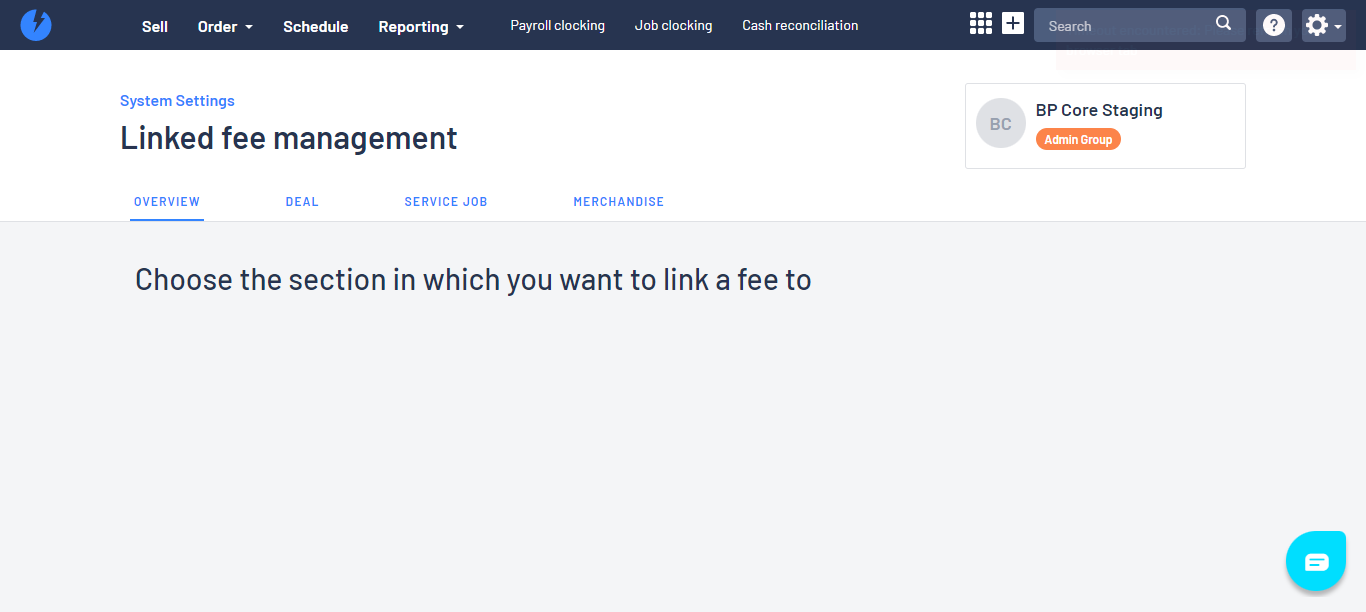 Sell Order Schedule Reporting Payroll clocking Job clocking Cash reconciliation Search
System Settings
Linked fee management
BC
BP Core Staging
Admin Group
OVERVIEW DEAL SERVICE JOB MERCHANDISE
Choose the section in which you want to link a fee to